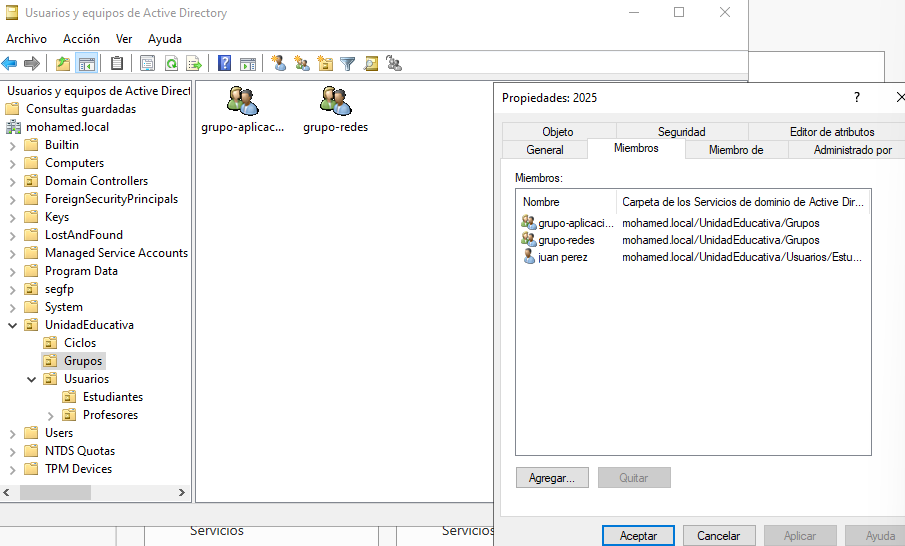 Usuarios y equipos de Active Directory
Archivo Acción Ver Ayuda
Usuarios y equipos de Active Direct
Consultas guardadas
mohamed.local
Builtin
Computers
Domain Controllers
ForeignSecurityPrincipals
Keys
LostAndFound
Managed Service Accounts
Program Data
segfp
System
UnidadEducativa
Ciclos
Grupos
Usuarios
Estudiantes
Profesores
Users
NTDS Quotas
TPM Devices
grupo-aplicac... grupo-redes
Propiedades: 2025 ?
Objeto Seguridad Editor de atributos
General Miembros Miembro de Administrado por
Miembros:
Nombre Carpeta de los Servicios de dominio de Active Dir...
grupo-aplicaci... mohamed.local/UnidadEducativa/Grupos
grupo-redes mohamed.local/UnidadEducativa/Grupos
juan perez mohamed.local/UnidadEducativa/Usuarios/Estu...
Agregar... Quitar
Aceptar Cancelar Aplicar Ayuda
Servicios Servicios